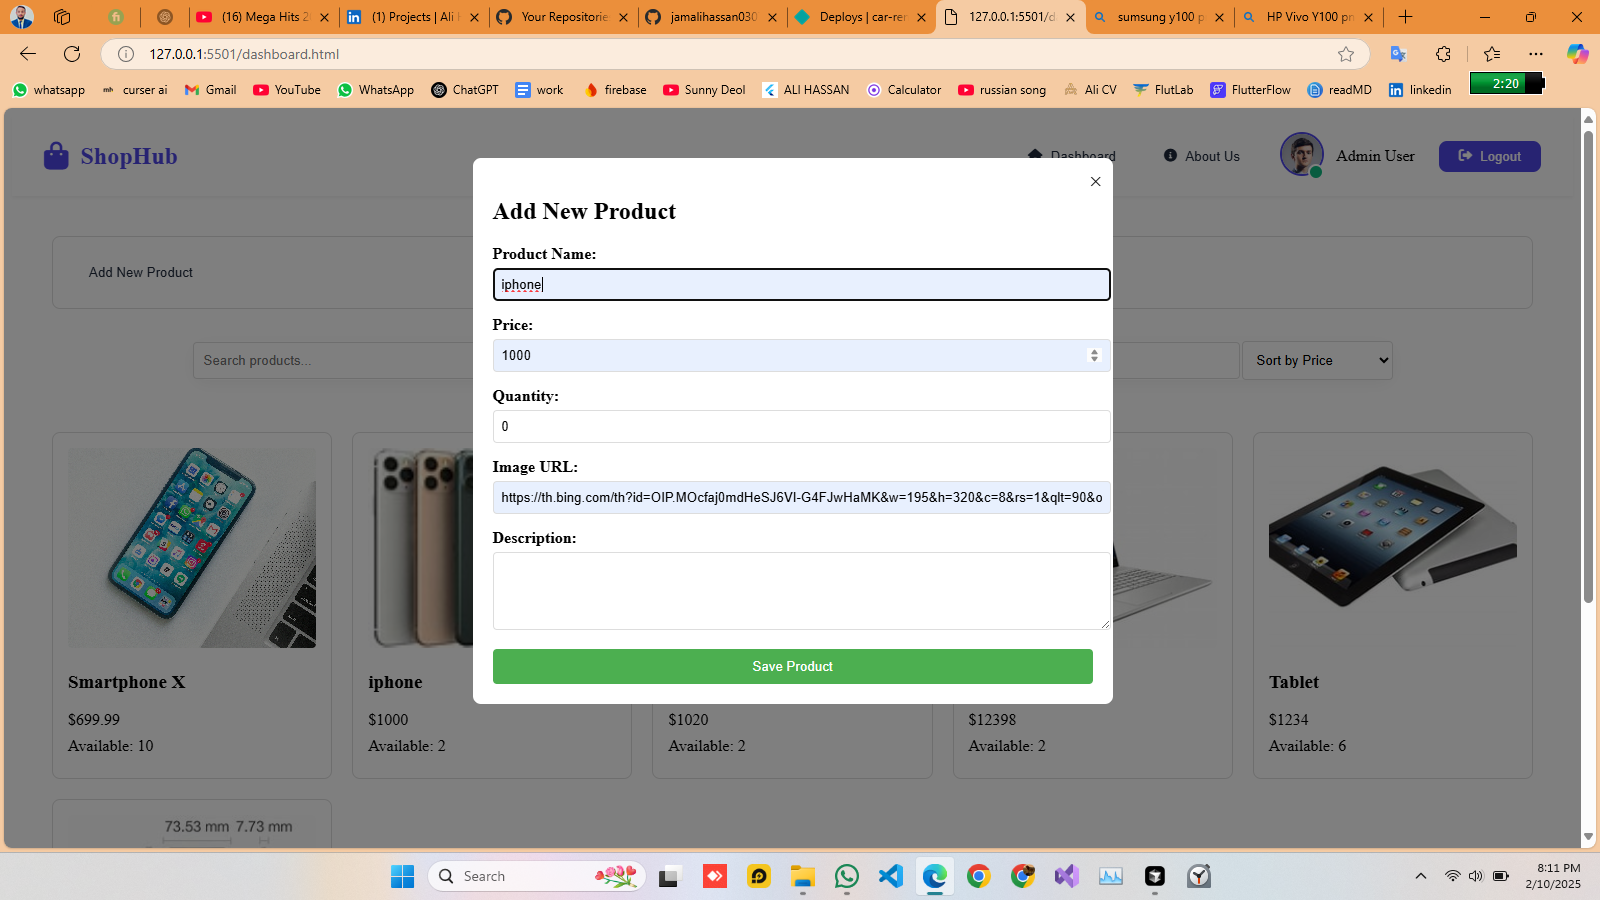 (16) Mega Hits 2
(1) Projects | Ali H
Your Repositorie
jamalihassan030
Deploys | car-rer
127.0.0.1:5501/da
sumsung y100 p
HP Vivo Y100 pri
127.0.0.1:5501/dashboard.html
whatsapp
curser ai
Gmail
YouTube
WhatsApp
ChatGPT
work
firebase
Sunny Deol
ALI HASSAN
Calculator
russian song
Ali CV
FlutLab
FlutterFlow
readMD
linkedin
2:20
ShopHub
Dashboard
About Us
Admin User
Logout
Add New Product
Search products...
Sort by Price
Add New Product
Product Name:
iphone
Price:
1000
Quantity:
0
Image URL:
https://th.bing.com/th?id=OIP.MOcfaj0mdHeSJ6VI-G4FJwHaMK&w=195&h=320&c=8&rs=1&qlt=90&o
Description:
Save Product
Smartphone X
$699.99
Available: 10
iphone
$1000
Available: 2
$1020
Available: 2
$12398
Available: 2
Tablet
$1234
Available: 6
73.53 mm 7.73 mm
Search
8:11 PM
2/10/2025